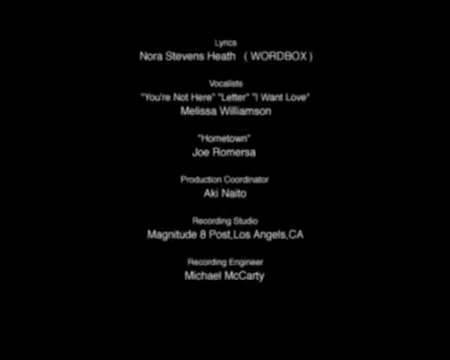 Lyrics
Nora Stevens Heath ( WORDBOX )
Vocalists
"You're Not Here" "Letter" "I Want Love"
Melissa Williamson
"Hometown"
Joe Romersa
Production Coordinator
Aki Naito
Recording Studio
Magnitude 8 Post,Los Angels,CA
Recording Engineer
Michael McCarty